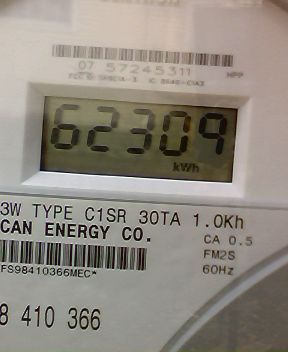 07 57245311
HPP
62309
kWh
3W TYPE C1SR 30TA 1.0Kh
CAN ENERGY CO.
CA 0.5
FM2S
60Hz
FS98410366MEC*
8 410 366